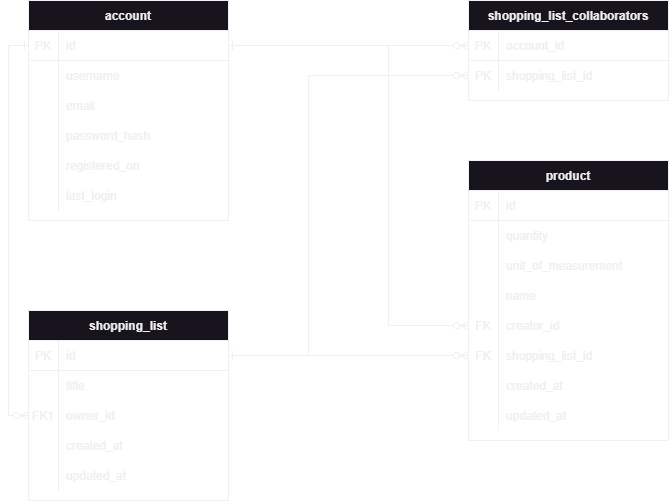 account
PK id
username
email
password_hash
registered_on
last_login
shopping_list_collaborators
PK account_id
PK shopping_list_id
product
PK id
quantity
unit_of_measurement
name
FK creator_id
FK shopping_list_id
created_at
updated_at
shopping_list
PK id
title
FK1 owner_id
created_at
updated_at